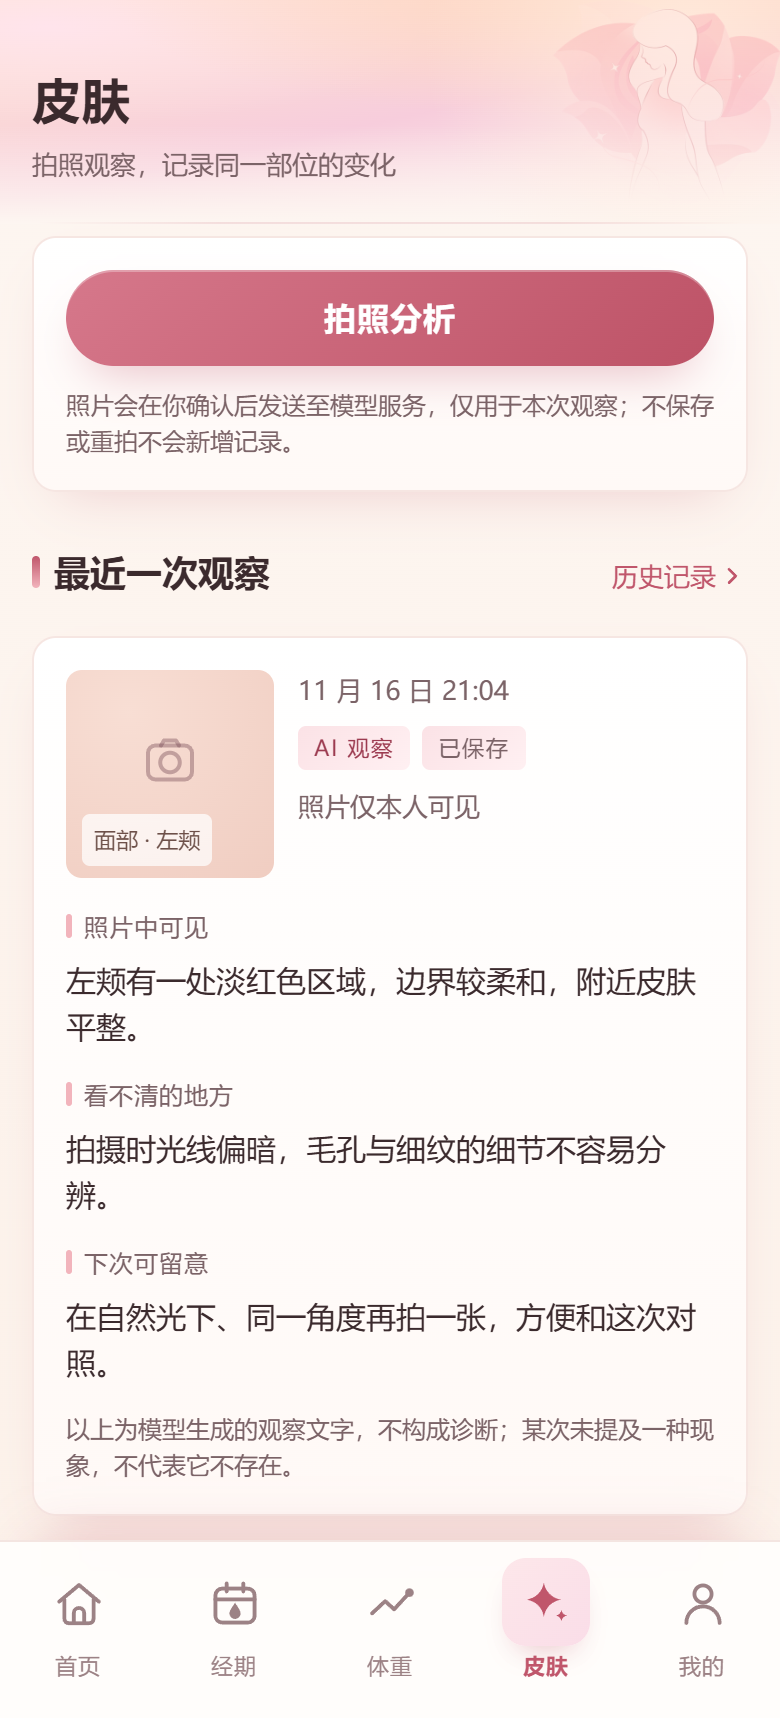 皮肤
拍照观察，记录同一部位的变化
拍照分析
照片会在你确认后发送至模型服务，仅用于本次观察；不保存
或重拍不会新增记录。
最近一次观察
历史记录
11 月 16 日 21:04
AI 观察
已保存
照片仅本人可见
面部 · 左颊
照片中可见
左颊有一处淡红色区域，边界较柔和，附近皮肤
平整。
看不清的地方
拍摄时光线偏暗，毛孔与细纹的细节不容易分
辨。
下次可留意
在自然光下、同一角度再拍一张，方便和这次对
照。
以上为模型生成的观察文字，不构成诊断；某次未提及一种现
象，不代表它不存在。
首页
经期
体重
皮肤
我的